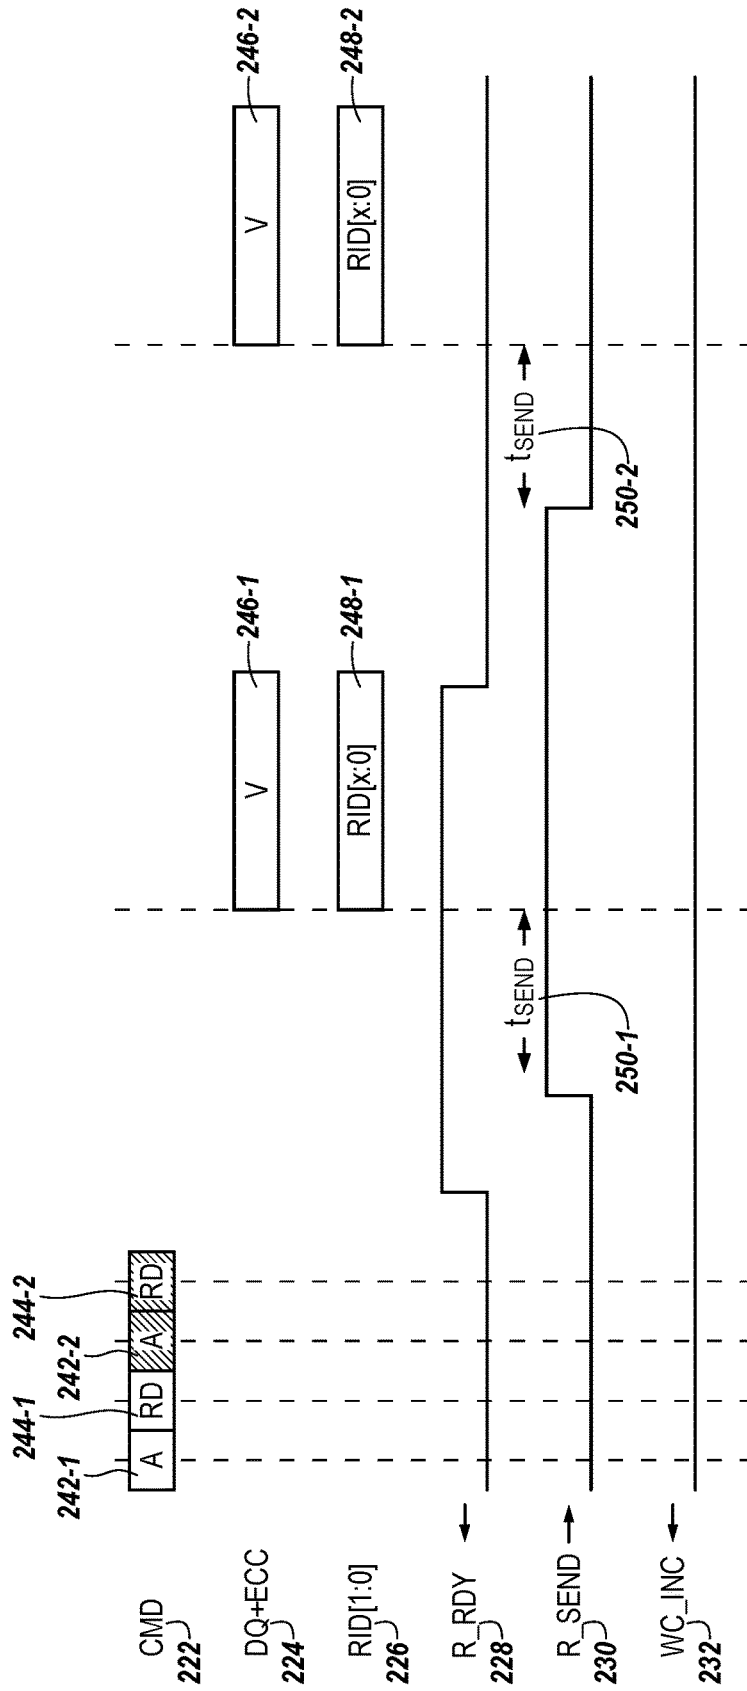 244-1
244-2
242-1
242-2
CMD
222
A
RD
A
RD
246-1
246-2
DQ+ECC
224
V
V
248-1
248-2
RID[1:0]
226
RID[x:0]
RID[x:0]
R_RDY
228
tSEND
tSEND
R_SEND
230
250-1
250-2
WC_INC
232